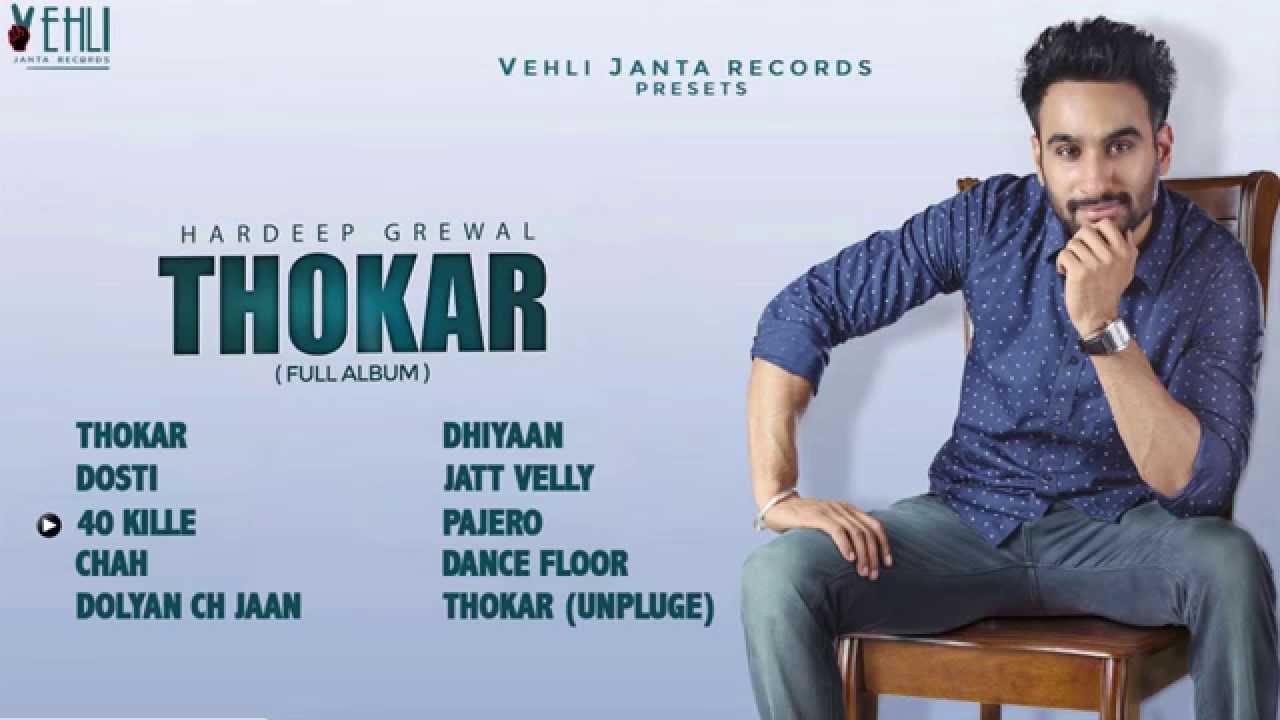 VEHLI
JANTA RECORDS
VEHLI JANTA RECORDS
PRESETS
HARDEEP GREWAL
THOKAR
( FULL ALBUM )
THOKAR
DOSTI
40 KILLE
CHAH
DOLYAN CH JAAN
DHIYAAN
JATT VELLY
PAJERO
DANCE FLOOR
THOKAR (UNPLUGE)